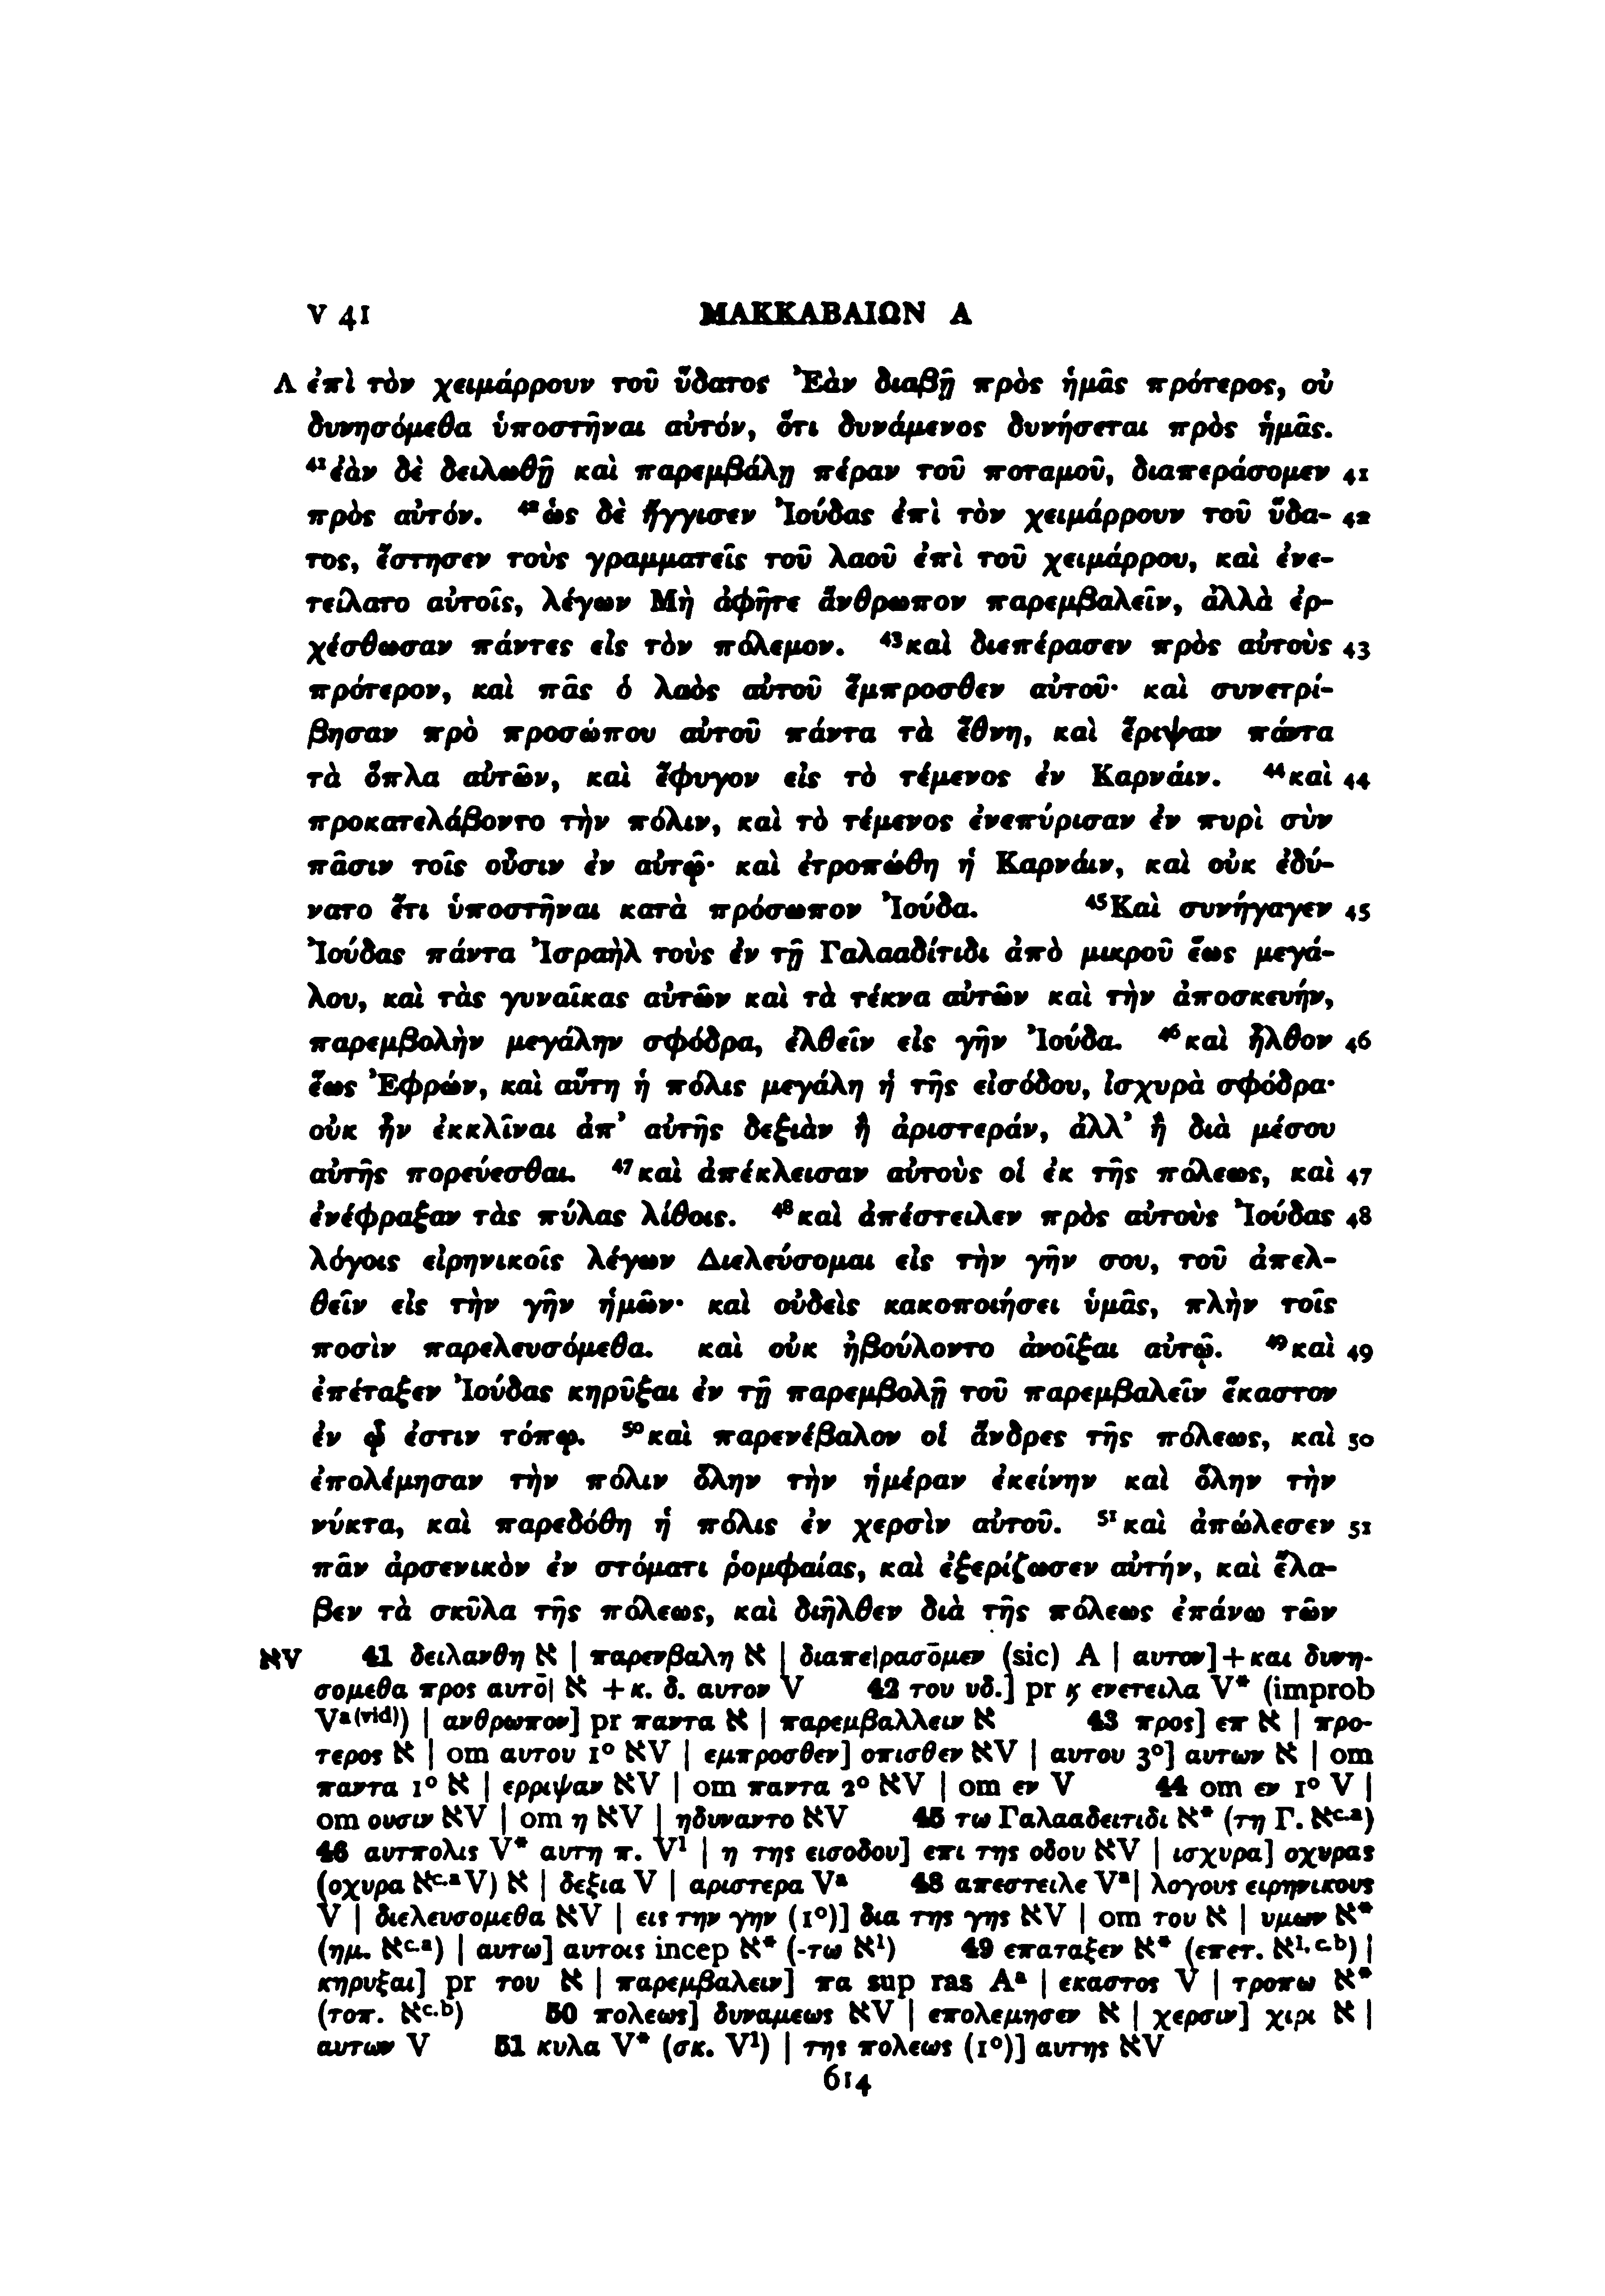 V 41 ΜΑΚΚΑΒΑΙΩΝ Α
A ἐπὶ τὸν χειμάρρουν τοῦ ὕδατος Ἐὰν διαβῇ πρὸς ἡμᾶς πρότερος, οὐ
δυνησόμεθα ὑποστῆναι αὐτόν, ὅτι δυνάμενος δυνήσεται πρὸς ἡμᾶς.
⁴¹ἐὰν δὲ δειλωθῇ καὶ παρεμβάλῃ πέραν τοῦ ποταμοῦ, διαπεράσομεν 41
πρὸς αὐτόν. ⁴²ὡς δὲ ἤγγισεν Ἰούδας ἐπὶ τὸν χειμάρρουν τοῦ ὕδα- 42
τος, ἔστησεν τοὺς γραμματεῖς τοῦ λαοῦ ἐπὶ τοῦ χειμάρρου, καὶ ἐνε-
τείλατο αὐτοῖς, λέγων Μὴ ἀφῆτε ἄνθρωπον παρεμβαλεῖν, ἀλλὰ ἐρ-
χέσθωσαν πάντες εἰς τὸν πόλεμον. ⁴³καὶ διεπέρασεν πρὸς αὐτοὺς 43
πρότερον, καὶ πᾶς ὁ λαὸς αὐτοῦ ἔμπροσθεν αὐτοῦ· καὶ συνετρί-
βησαν πρὸ προσώπου αὐτοῦ πάντα τὰ ἔθνη, καὶ ἔριψαν πάντα
τὰ ὅπλα αὐτῶν, καὶ ἔφυγον εἰς τὸ τέμενος ἐν Καρνάιν. ⁴⁴καὶ 44
προκατελάβοντο τὴν πόλιν, καὶ τὸ τέμενος ἐνεπύρισαν ἐν πυρὶ σὺν
πᾶσιν τοῖς οὖσιν ἐν αὐτῷ· καὶ ἐτροπώθη ἡ Καρνάιν, καὶ οὐκ ἐδύ-
νατο ἔτι ὑποστῆναι κατὰ πρόσωπον Ἰούδα. ⁴⁵Καὶ συνήγαγεν 45
Ἰούδας πάντα Ἰσραὴλ τοὺς ἐν τῇ Γαλααδίτιδι ἀπὸ μικροῦ ἕως μεγά-
λου, καὶ τὰς γυναῖκας αὐτῶν καὶ τὰ τέκνα αὐτῶν καὶ τὴν ἀποσκευήν,
παρεμβολὴν μεγάλην σφόδρα, ἐλθεῖν εἰς γῆν Ἰούδα. ⁴⁶καὶ ἦλθον 46
ἕως Ἐφρών, καὶ αὕτη ἡ πόλις μεγάλη ἡ τῆς εἰσόδου, ἰσχυρὰ σφόδρα·
οὐκ ἦν ἐκκλῖναι ἀπ᾽ αὐτῆς δεξιὰν ἢ ἀριστεράν, ἀλλ᾽ ἢ διὰ μέσου
αὐτῆς πορεύεσθαι. ⁴⁷καὶ ἀπέκλεισαν αὐτοὺς οἱ ἐκ τῆς πόλεως, καὶ 47
ἐνέφραξαν τὰς πύλας λίθοις. ⁴⁸καὶ ἀπέστειλεν πρὸς αὐτοὺς Ἰούδας 48
λόγοις εἰρηνικοῖς λέγων Διελεύσομαι εἰς τὴν γῆν σου, τοῦ ἀπελ-
θεῖν εἰς τὴν γῆν ἡμῶν· καὶ οὐδεὶς κακοποιήσει ὑμᾶς, πλὴν τοῖς
ποσὶν παρελευσόμεθα. καὶ οὐκ ἠβούλοντο ἀνοῖξαι αὐτῷ. ⁴⁹καὶ 49
ἐπέταξεν Ἰούδας κηρῦξαι ἐν τῇ παρεμβολῇ τοῦ παρεμβαλεῖν ἕκαστον
ἐν ᾧ ἐστιν τόπῳ. ⁵⁰καὶ παρενέβαλον οἱ ἄνδρες τῆς πόλεως, καὶ 50
ἐπολέμησαν τὴν πόλιν ὅλην τὴν ἡμέραν ἐκείνην καὶ ὅλην τὴν
νύκτα, καὶ παρεδόθη ἡ πόλις ἐν χερσὶν αὐτοῦ. ⁵¹καὶ ἀπώλεσεν 51
πᾶν ἀρσενικὸν ἐν στόματι ῥομφαίας, καὶ ἐξερίζωσεν αὐτήν, καὶ ἔλα-
βεν τὰ σκῦλα τῆς πόλεως, καὶ διῆλθεν διὰ τῆς πόλεως ἐπάνω τῶν
אV 41 δειλανθη א | παρενβαλη א | διαπε|ρασο̄μεν (sic) A | αυτον]+και δυνη-
σομεθα προς αυτο̄| א +κ. δ. αυτον V 42 του υδ.] pr ϗ ενετειλα V* (improb
Vᵃ⁽ᵛⁱᵈ⁾) | ανθρωπον] pr παντα א | παρεμβαλλειν א 43 προς] επ א | προ-
τερος א | om αυτου 1° אV | εμπροσθεν] οπισθεν אV | αυτου 3°] αυτων א | om
παντα 1° א | ερριψαν אV | om παντα 2° אV | om εν V 44 om εν 1° V |
om ουσιν אV | om η אV | ηδυναντο אV 45 τω Γαλααδειτιδι א* (τη Γ. אᶜ·ᵃ)
46 αυτπολις V* αυτη π. V¹ | η της εισοδου] επι της οδου אV | ισχυρα] οχυρας
(οχυρα אᶜ·ᵃV) א | δεξια V | αριστερα Vᵃ 48 απεστειλε Vᵃ| λογους ειρηνικους
V | διελευσομεθα אV | εις την γην (1°)] δια της γης אV | om του א | υμων א*
(ημ. אᶜ·ᵃ) | αυτω] αυτοις incep א* (-τω א¹) 49 επαταξεν א* (επετ. א¹·ᶜ·ᵇ) |
κηρυξαι] pr του א | παρεμβαλειν] πα sup ras Aᵃ | εκαστος V | τροπω א*
(τοπ. אᶜ·ᵇ) 50 πολεως] δυναμεως אV | επολεμησεν א | χερσιν] χιρι א |
αυτων V 51 κυλα V* (σκ. V¹) | της πολεως (1°)] αυτης אV
614